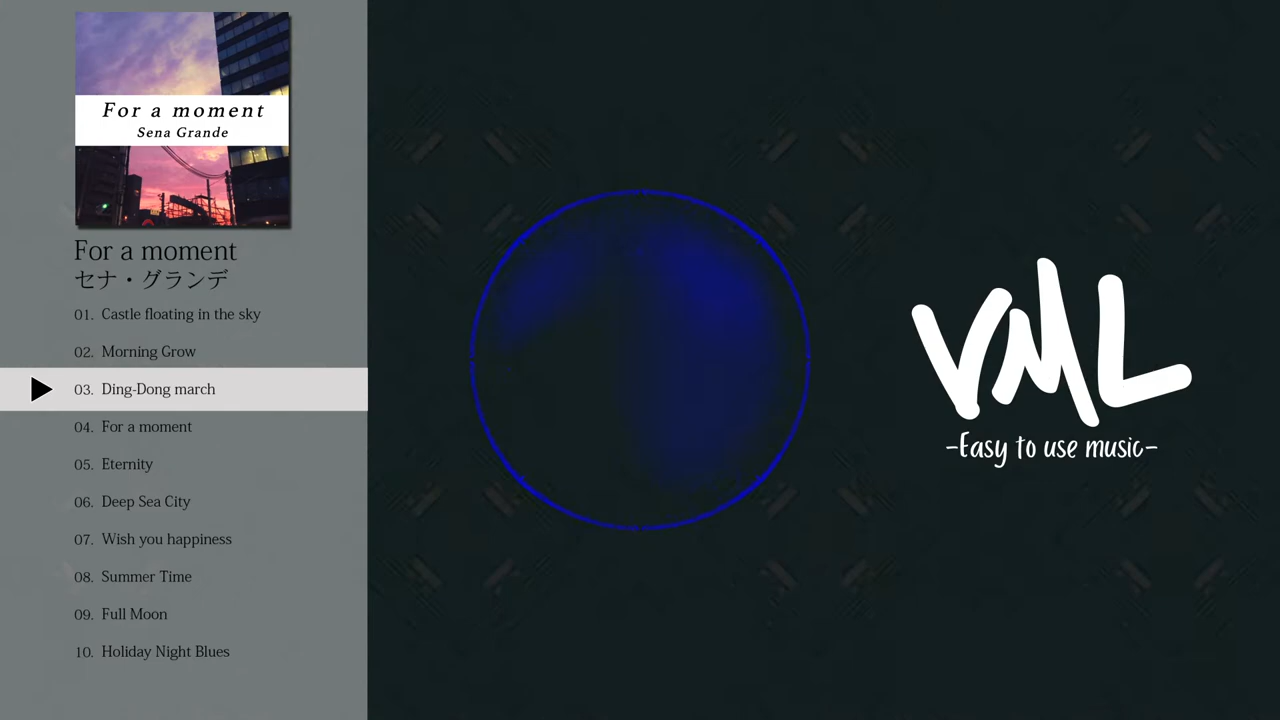 For a moment
Sena Grande
For a moment
セナ・グランデ
01. Castle floating in the sky
02. Morning Grow
03. Ding-Dong march
04. For a moment
05. Eternity
06. Deep Sea City
07. Wish you happiness
08. Summer Time
09. Full Moon
10. Holiday Night Blues
VML
-Easy to use music-